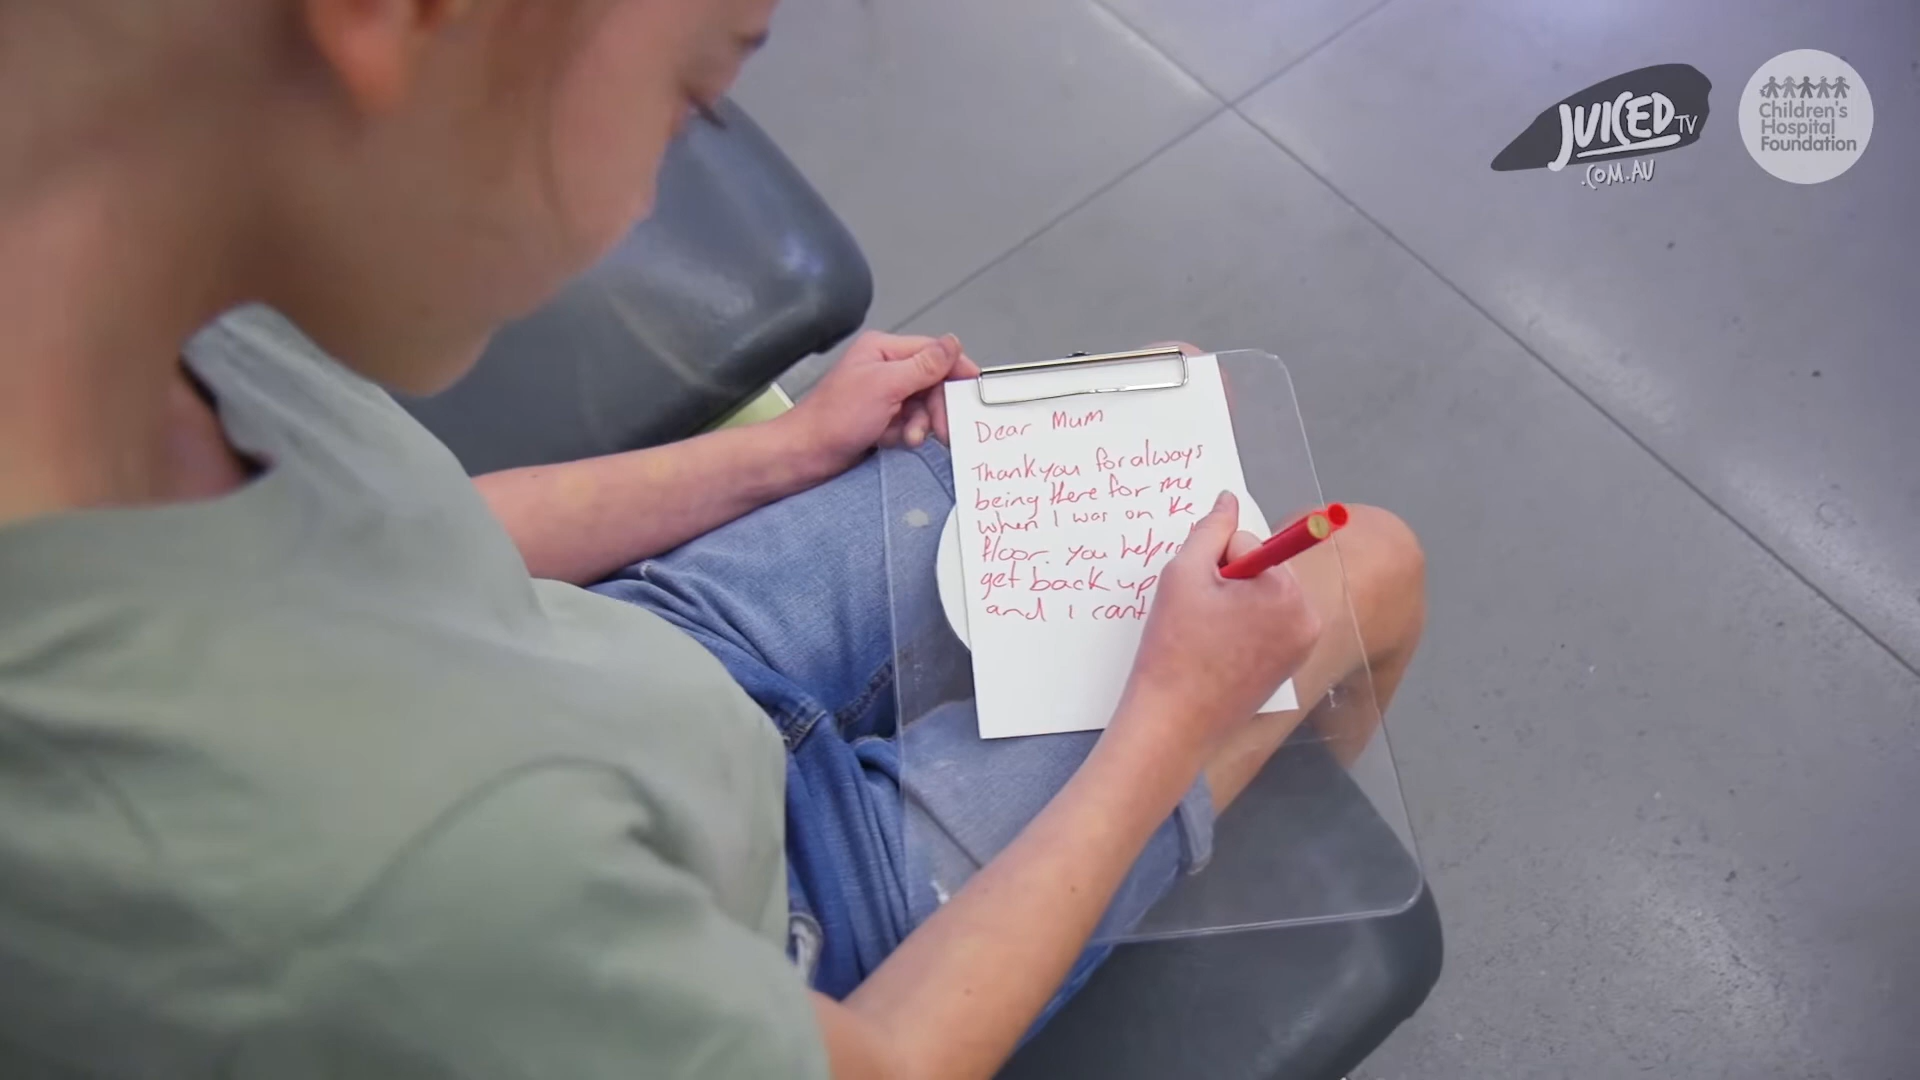 JUICED TV
.COM.AU
Children's
Hospital
Foundation
Dear Mum
Thankyou for always
being there for me
when I was on the
floor. you helped
get back up
and I cant